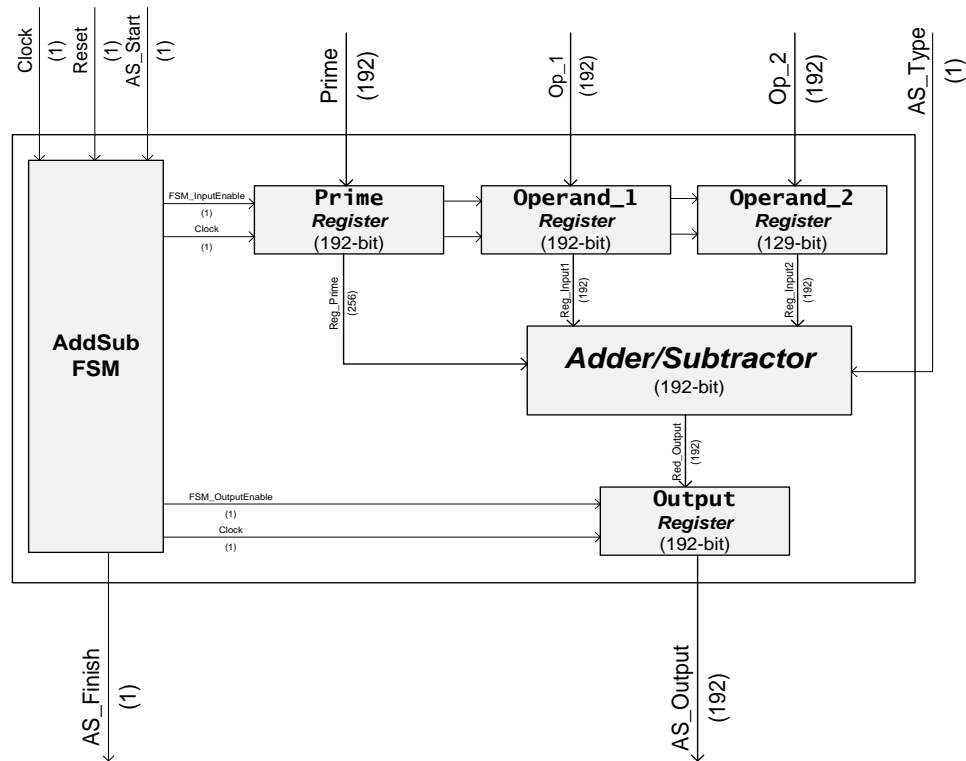 Clock
(1)
Reset
(1)
AS_Start
(1)
Prime
(192)
Op_1
(192)
Op_2
(192)
AS_Type
(1)
AddSub
FSM
FSM_InputEnable
(1)
Clock
(1)
Prime
Register
(192-bit)
Operand_1
Register
(192-bit)
Operand_2
Register
(129-bit)
Reg_Prime
(256)
Reg_Input1
(192)
Reg_Input2
(192)
Adder/Subtractor
(192-bit)
Red_Output
(192)
FSM_OutputEnable
(1)
Clock
(1)
Output
Register
(192-bit)
AS_Finish
(1)
AS_Output
(192)